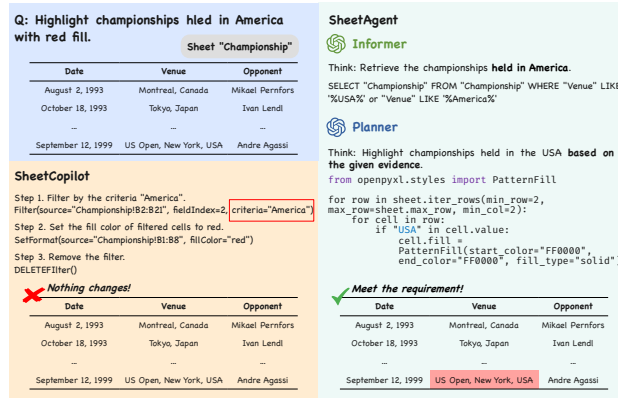 Q: Highlight championships hled in America
with red fill.
Sheet "Championship"
Date Venue Opponent
August 2, 1993 Montreal, Canada Mikael Pernfors
October 18, 1993 Tokyo, Japan Ivan Lendl
... ... ...
September 12, 1999 US Open, New York, USA Andre Agassi
SheetCopilot
Step 1. Filter by the criteria "America".
Filter(source="Championship!B2:B21", fieldIndex=2, criteria="America")
Step 2. Set the fill color of filtered cells to red.
SetFormat(source="Championship!B1:B8", fillColor="red")
Step 3. Remove the filter.
DELETEFIlter()
Nothing changes!
Date Venue Opponent
August 2, 1993 Montreal, Canada Mikael Pernfors
October 18, 1993 Tokyo, Japan Ivan Lendl
... ... ...
September 12, 1999 US Open, New York, USA Andre Agassi
SheetAgent
Informer
Think: Retrieve the championships held in America.
SELECT "Championship" FROM "Championship" WHERE "Venue" LIKE
'%USA%' or "Venue" LIKE '%America%'
Planner
Think: Highlight championships held in the USA based on
the given evidence.
from openpyxl.styles import PatternFill
for row in sheet.iter_rows(min_row=2,
max_row=sheet.max_row, min_col=2):
for cell in row:
if "USA" in cell.value:
cell.fill =
PatternFill(start_color="FF0000",
end_color="FF0000", fill_type="solid")
Meet the requirement!
Date Venue Opponent
August 2, 1993 Montreal, Canada Mikael Pernfors
October 18, 1993 Tokyo, Japan Ivan Lendl
... ... ...
September 12, 1999 US Open, New York, USA Andre Agassi